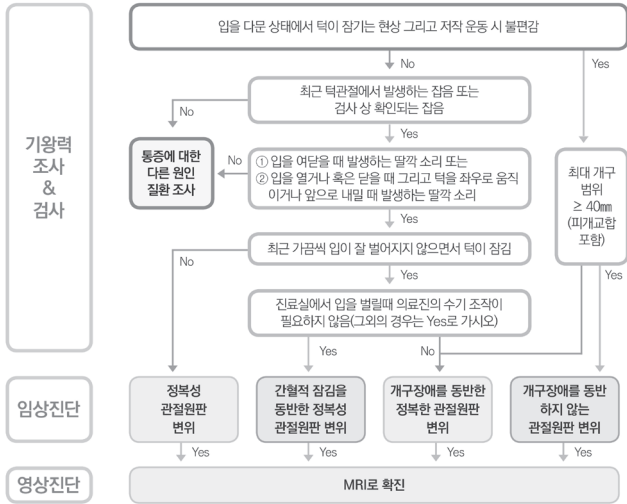 입을 다문 상태에서 턱이 잠기는 현상 그리고 저작 운동 시 불편감
No
Yes
최근 턱관절에서 발생하는 잡음 또는
검사 상 확인되는 잡음
No
Yes
기왕력
조사
&
검사
통증에 대한
다른 원인
질환 조사
No
① 입을 여닫을 때 발생하는 딸깍 소리 또는
② 입을 열거나 혹은 닫을 때 그리고 턱을 좌우로 움직
이거나 앞으로 내밀 때 발생하는 딸깍 소리
최대 개구
범위
≥ 40㎜
(피개교합
포함)
Yes
최근 가끔씩 입이 잘 벌어지지 않으면서 턱이 잠김
No
Yes
Yes
진료실에서 입을 벌릴때 의료진의 수기 조작이
필요하지 않음(그외의 경우는 Yes로 가시오)
Yes
No
임상진단
정복성
관절원판
변위
간헐적 잠김을
동반한 정복성
관절원판 변위
개구장애를 동반한
정복한 관절원판
변위
개구장애를 동반
하지 않는
관절원판 변위
Yes
Yes
Yes
Yes
영상진단
MRI로 확진